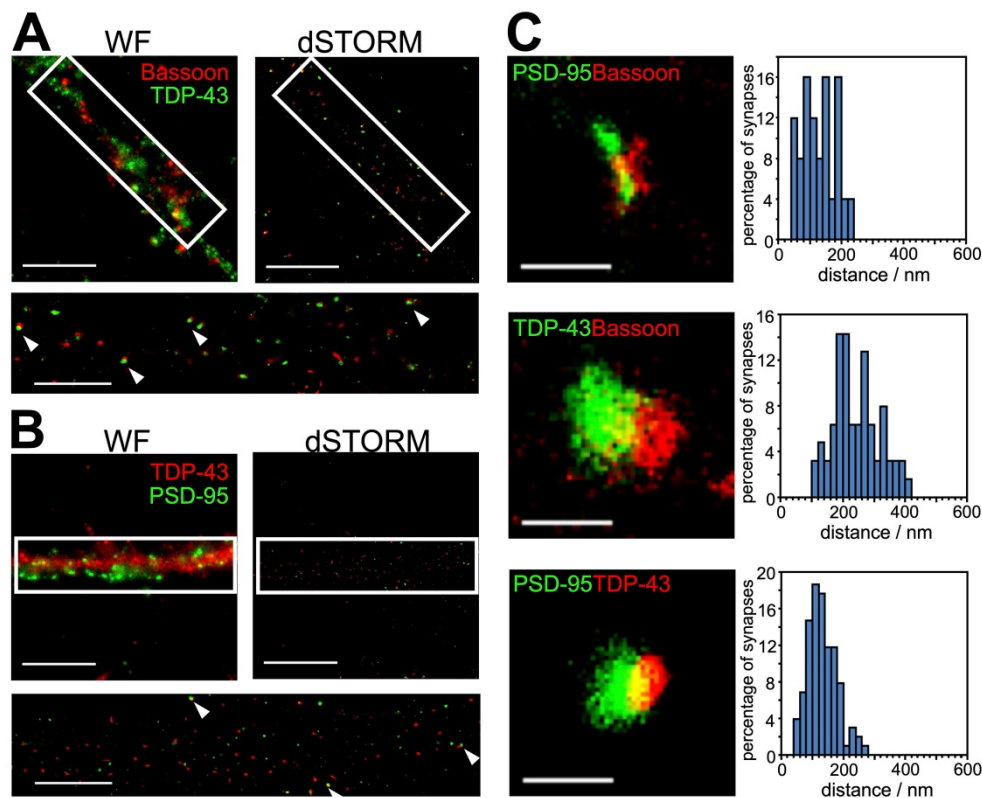 A
WF
dSTORM
Bassoon
TDP-43
B
WF
dSTORM
TDP-43
PSD-95
C
PSD-95Bassoon
percentage of synapses
16
12
8
4
0
0 200 400 600
distance / nm
TDP-43Bassoon
percentage of synapses
16
12
8
4
0
0 200 400 600
distance / nm
PSD-95TDP-43
percentage of synapses
20
16
12
8
4
0
0 200 400 600
distance / nm